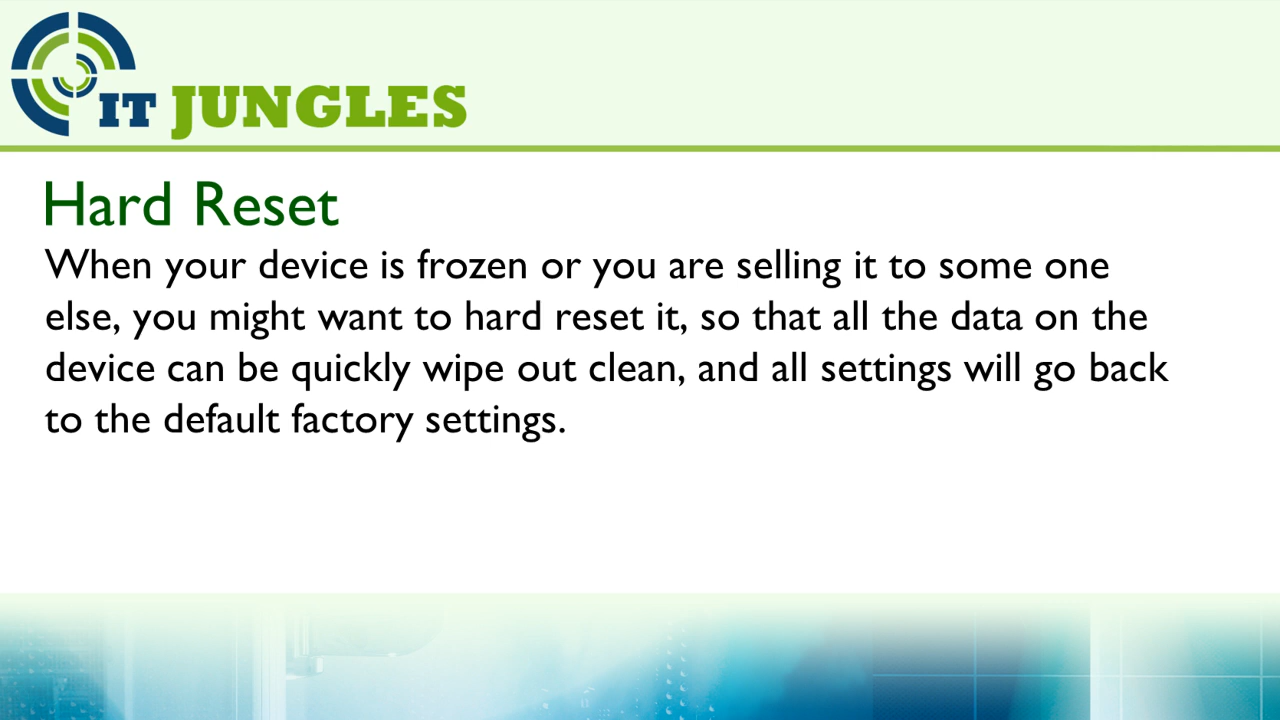 IT JUNGLES
Hard Reset
When your device is frozen or you are selling it to some one
else, you might want to hard reset it, so that all the data on the
device can be quickly wipe out clean, and all settings will go back
to the default factory settings.